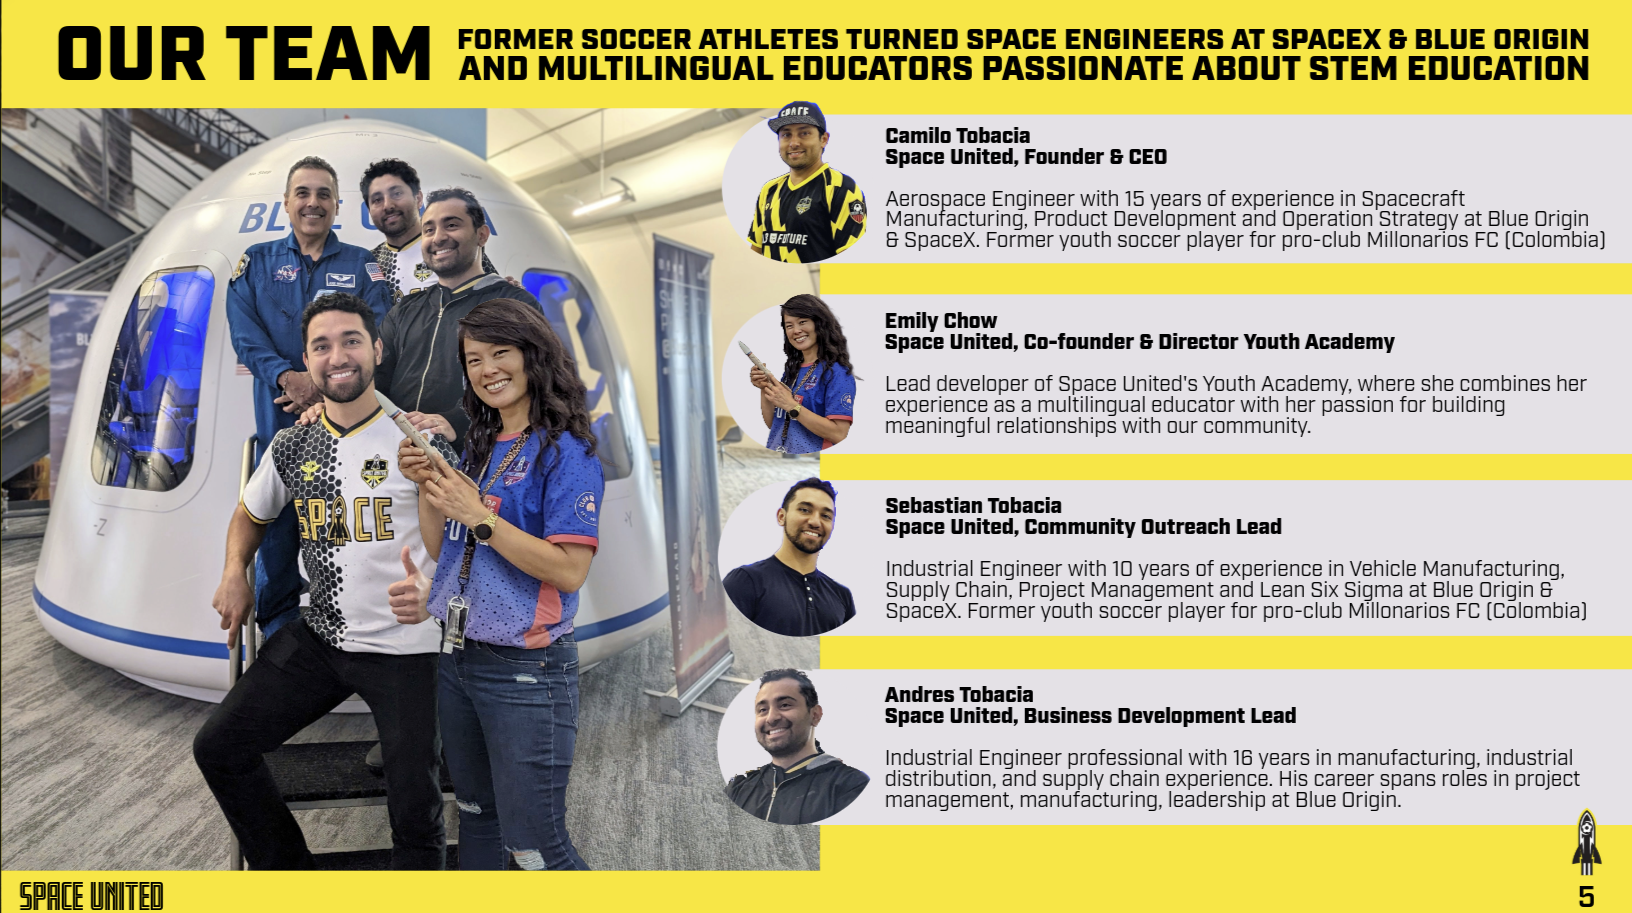 OUR TEAM
FORMER SOCCER ATHLETES TURNED SPACE ENGINEERS AT SPACEX & BLUE ORIGIN
AND MULTILINGUAL EDUCATORS PASSIONATE ABOUT STEM EDUCATION
Camilo Tobacia
Space United, Founder & CEO
Aerospace Engineer with 15 years of experience in Spacecraft
Manufacturing, Product Development and Operation Strategy at Blue Origin
& SpaceX. Former youth soccer player for pro-club Millonarios FC (Colombia)
Emily Chow
Space United, Co-founder & Director Youth Academy
Lead developer of Space United's Youth Academy, where she combines her
experience as a multilingual educator with her passion for building
meaningful relationships with our community.
Sebastian Tobacia
Space United, Community Outreach Lead
Industrial Engineer with 10 years of experience in Vehicle Manufacturing,
Supply Chain, Project Management and Lean Six Sigma at Blue Origin &
SpaceX. Former youth soccer player for pro-club Millonarios FC (Colombia)
Andres Tobacia
Space United, Business Development Lead
Industrial Engineer professional with 16 years in manufacturing, industrial
distribution, and supply chain experience. His career spans roles in project
management, manufacturing, leadership at Blue Origin.
NASA
SPACE
-Z
SPACE UNITED
5